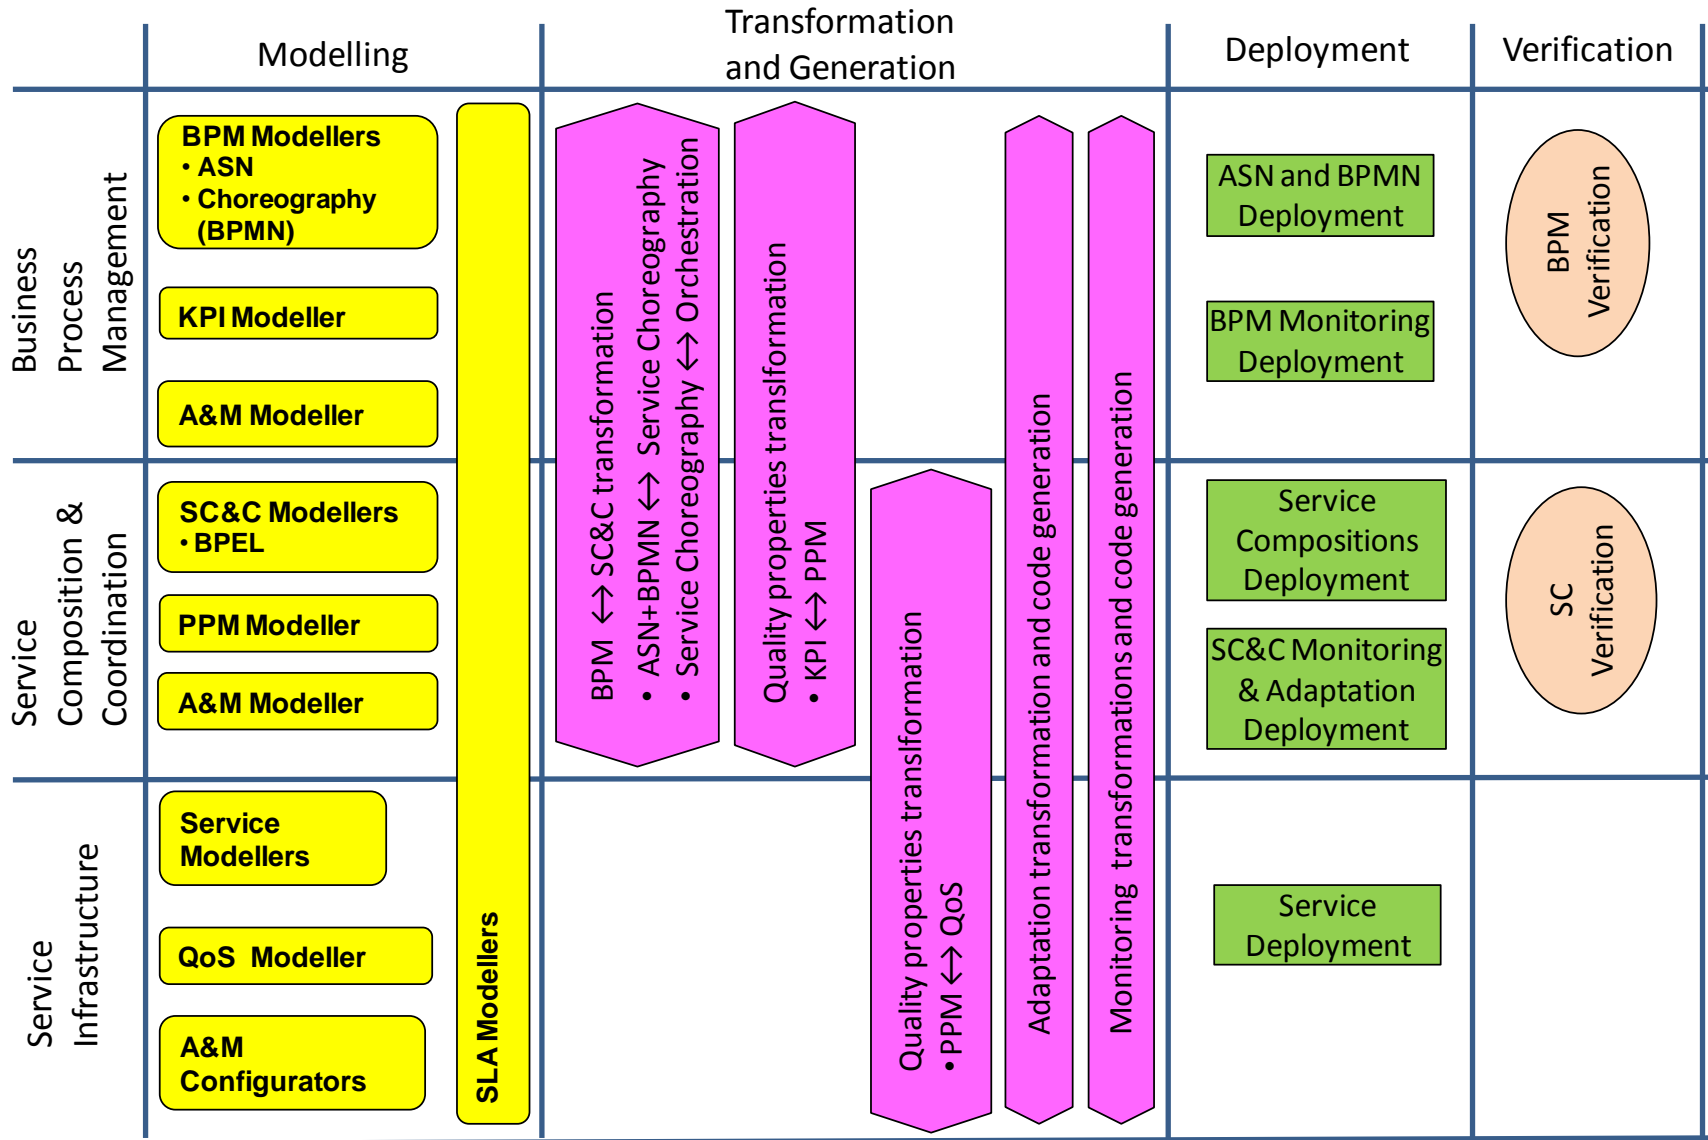 Modelling
Transformation
and Generation
Deployment
Verification
Business
Process
Management
BPM Modellers
• ASN
• Choreography
(BPMN)
KPI Modeller
A&M Modeller
Service
Composition &
Coordination
SC&C Modellers
• BPEL
PPM Modeller
A&M Modeller
Service
Infrastructure
Service
Modellers
QoS Modeller
A&M
Configurators
SLA Modellers
BPM ↔ SC&C transformation
• ASN+BPMN ↔ Service Choreography
• Service Choreography ↔ Orchestration
Quality properties translformation
• KPI ↔ PPM
Quality properties translformation
• PPM ↔ QoS
Adaptation transformation and code generation
Monitoring transformations and code generation
ASN and BPMN
Deployment
BPM Monitoring
Deployment
Service
Compositions
Deployment
SC&C Monitoring
& Adaptation
Deployment
Service
Deployment
BPM
Verification
SC
Verification